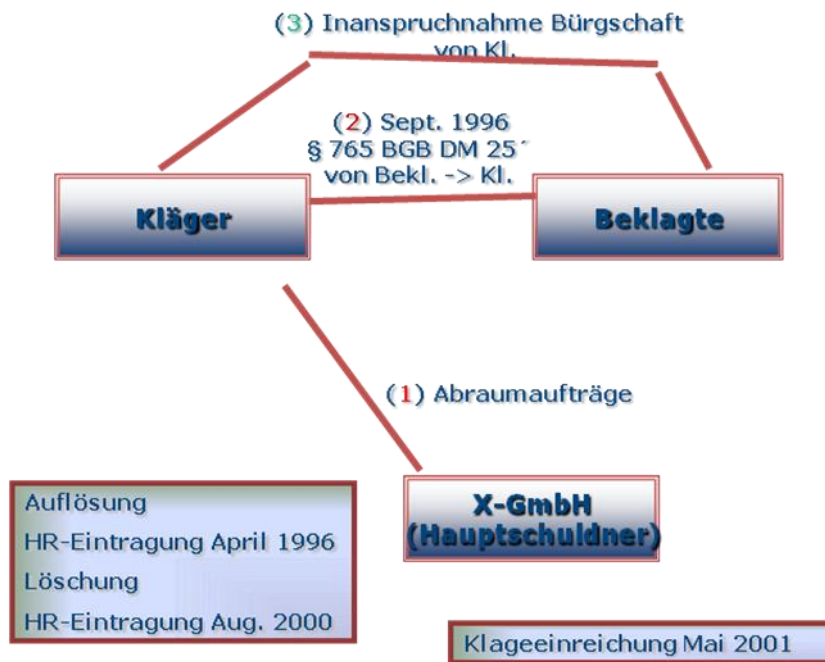 (3) Inanspruchnahme Bürgschaft
von Kl.
(2) Sept. 1996
§ 765 BGB DM 25´
von Bekl. -> Kl.
Kläger
Beklagte
(1) Abraumaufträge
X-GmbH
(Hauptschuldner)
Auflösung
HR-Eintragung April 1996
Löschung
HR-Eintragung Aug. 2000
Klageeinreichung Mai 2001